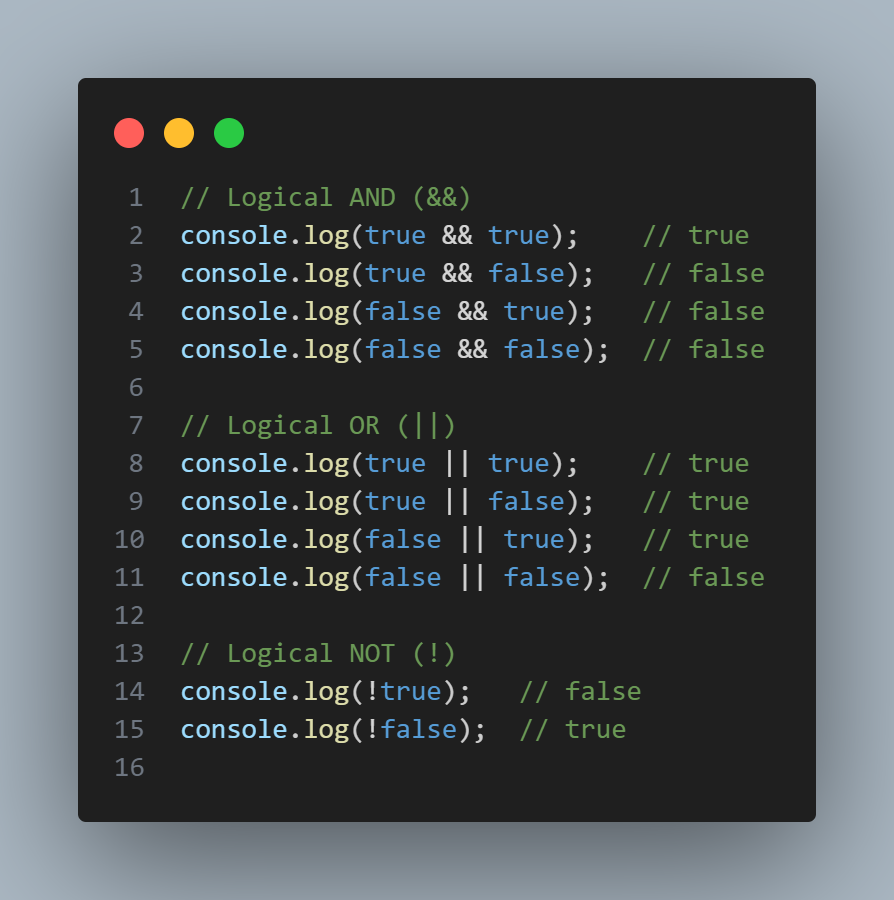 1 // Logical AND (&&)
2 console.log(true && true);    // true
3 console.log(true && false);   // false
4 console.log(false && true);   // false
5 console.log(false && false);  // false
6
7 // Logical OR (||)
8 console.log(true || true);    // true
9 console.log(true || false);   // true
10 console.log(false || true);   // true
11 console.log(false || false);  // false
12
13 // Logical NOT (!)
14 console.log(!true);   // false
15 console.log(!false);  // true
16